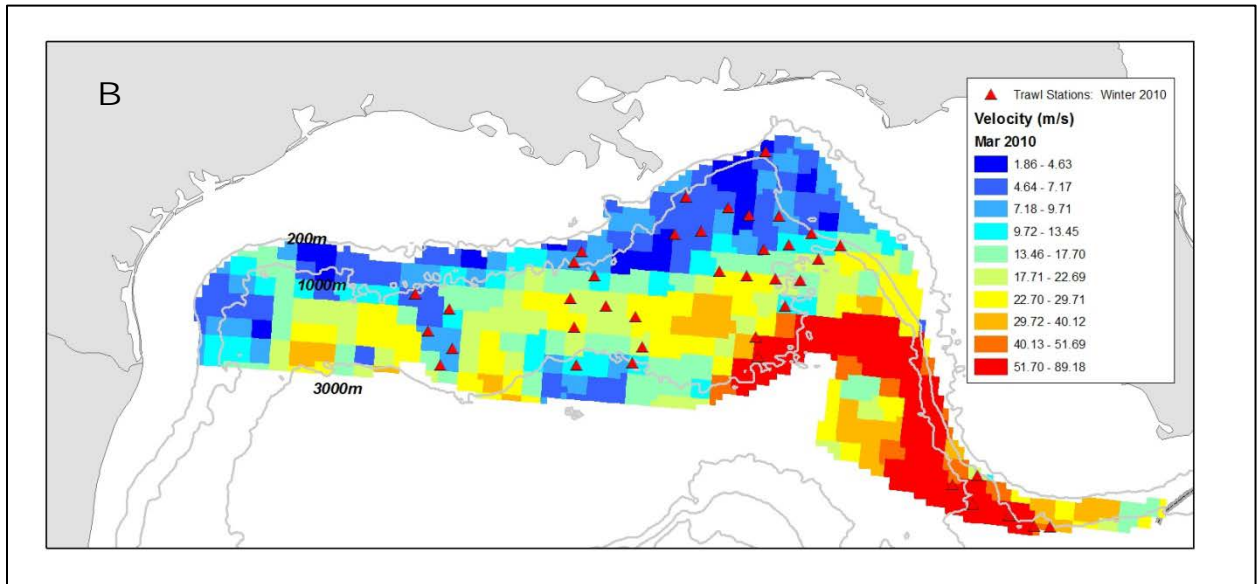 B
Trawl Stations: Winter 2010
Velocity (m/s)
Mar 2010
1.86 - 4.63
4.64 - 7.17
7.18 - 9.71
9.72 - 13.45
13.46 - 17.70
17.71 - 22.69
22.70 - 29.71
29.72 - 40.12
40.13 - 51.69
51.70 - 89.18
200m
1000m
3000m